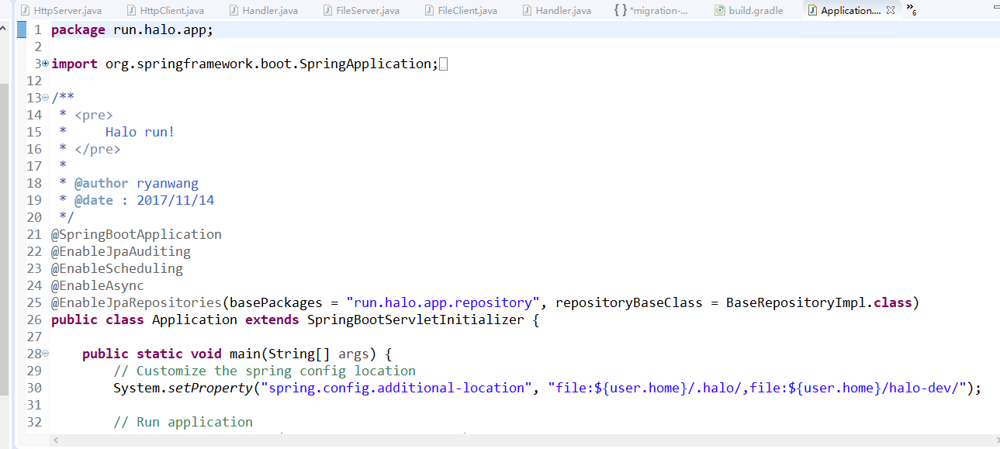 HttpServer.java HttpClient.java Handler.java FileServer.java FileClient.java Handler.java { } *migration-... build.gradle Application.... »6
1 package run.halo.app;
2
3 import org.springframework.boot.SpringApplication;
12
13 /**
14  * <pre>
15  *     Halo run!
16  * </pre>
17  *
18  * @author ryanwang
19  * @date : 2017/11/14
20  */
21 @SpringBootApplication
22 @EnableJpaAuditing
23 @EnableScheduling
24 @EnableAsync
25 @EnableJpaRepositories(basePackages = "run.halo.app.repository", repositoryBaseClass = BaseRepositoryImpl.class)
26 public class Application extends SpringBootServletInitializer {
27
28     public static void main(String[] args) {
29         // Customize the spring config location
30         System.setProperty("spring.config.additional-location", "file:${user.home}/.halo/,file:${user.home}/halo-dev/");
31
32         // Run application